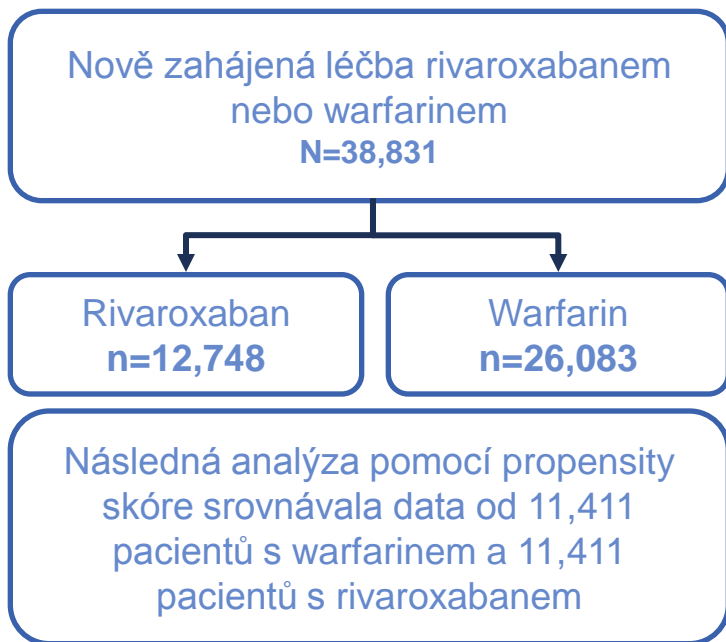 Nově zahájená léčba rivaroxabanem
nebo warfarinem
N=38,831
Rivaroxaban
n=12,748
Warfarin
n=26,083
Následná analýza pomocí propensity
skóre srovnávala data od 11,411
pacientů s warfarinem a 11,411
pacientů s rivaroxabanem